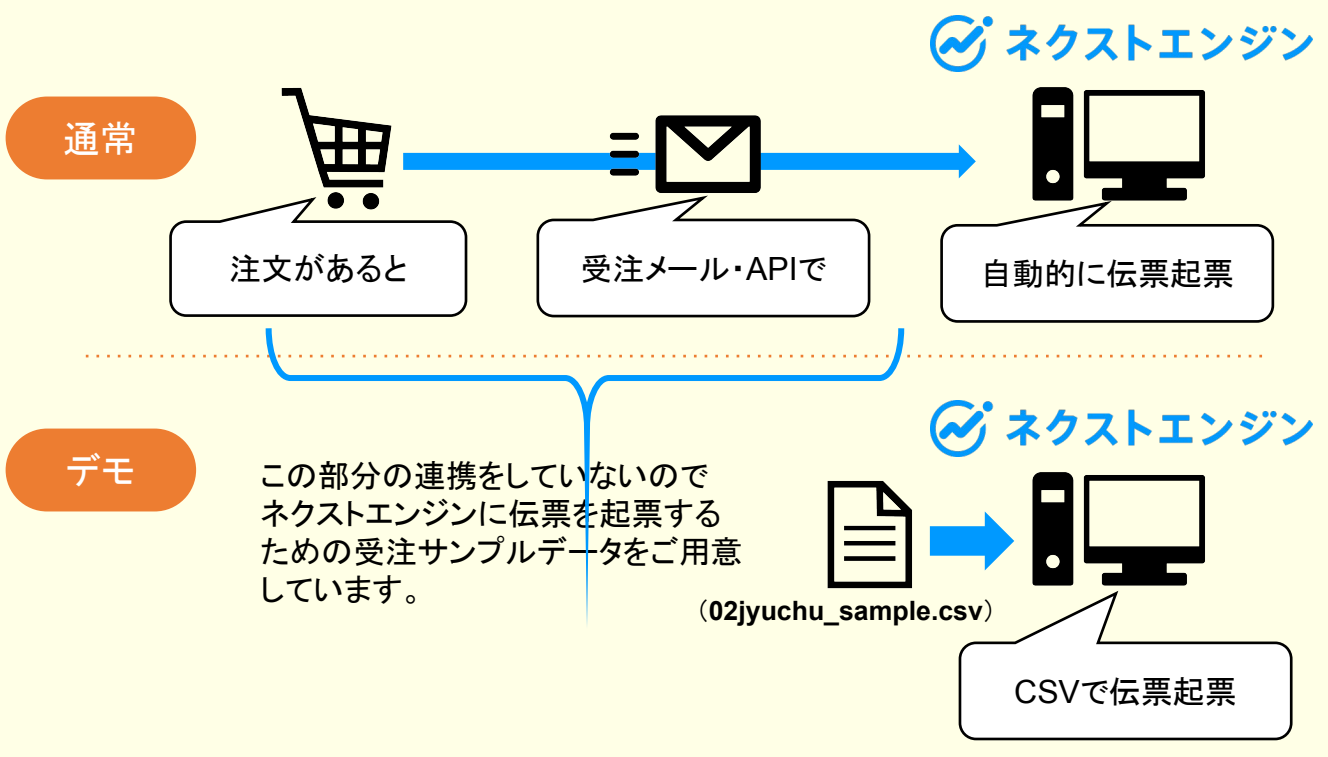 ネクストエンジン
通常
注文があると
受注メール・APIで
自動的に伝票起票
ネクストエンジン
デモ
この部分の連携をしていないので
ネクストエンジンに伝票を起票する
ための受注サンプルデータをご用意
しています。
（02jyuchu_sample.csv）
CSVで伝票起票